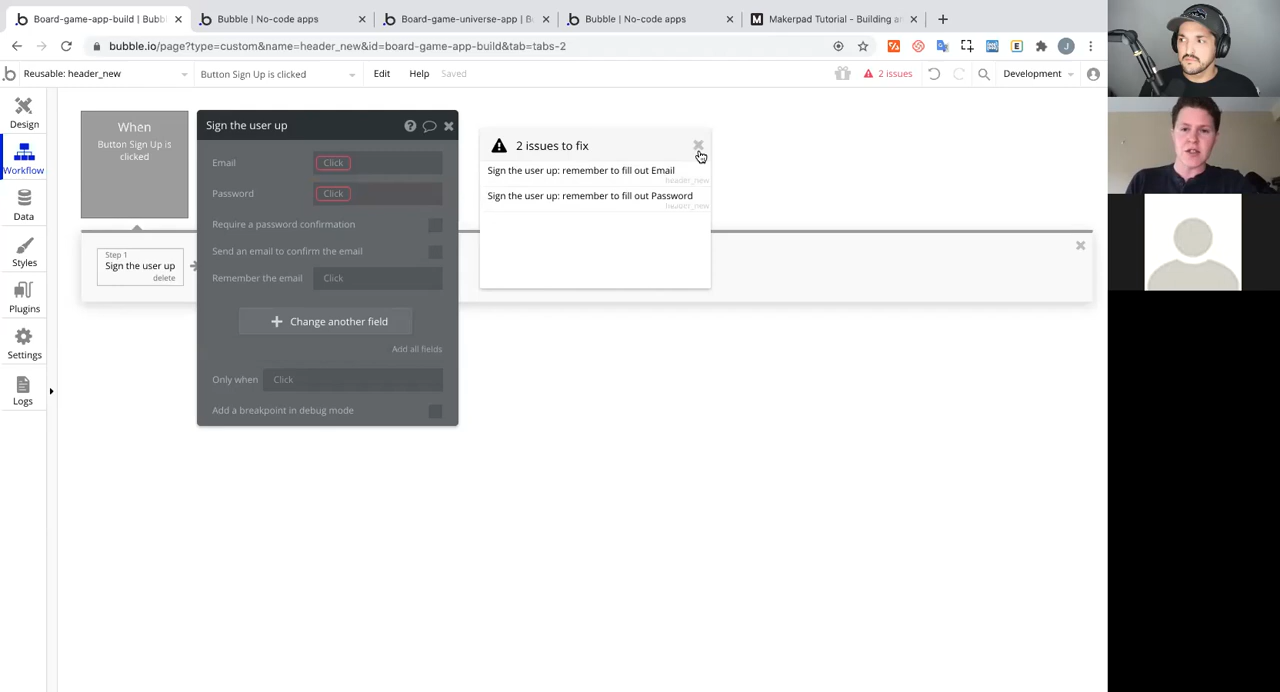 Board-game-app-build | Bubb
Bubble | No-code apps
Board-game-universe-app | B
Bubble | No-code apps
Makerpad Tutorial - Building an
bubble.io/page?type=custom&name=header_new&id=board-game-app-build&tab=tabs-2
Reusable: header_new
Button Sign Up is clicked
Edit
Help
Saved
2 issues
Development
Design
Workflow
Data
Styles
Plugins
Settings
Logs
When
Button Sign Up is
clicked
Step 1
Sign the user up
delete
Sign the user up
Email
Click
Password
Click
Require a password confirmation
Send an email to confirm the email
Remember the email
Click
Change another field
Add all fields
Only when
Click
Add a breakpoint in debug mode
2 issues to fix
Sign the user up: remember to fill out Email
header_new
Sign the user up: remember to fill out Password
header_new